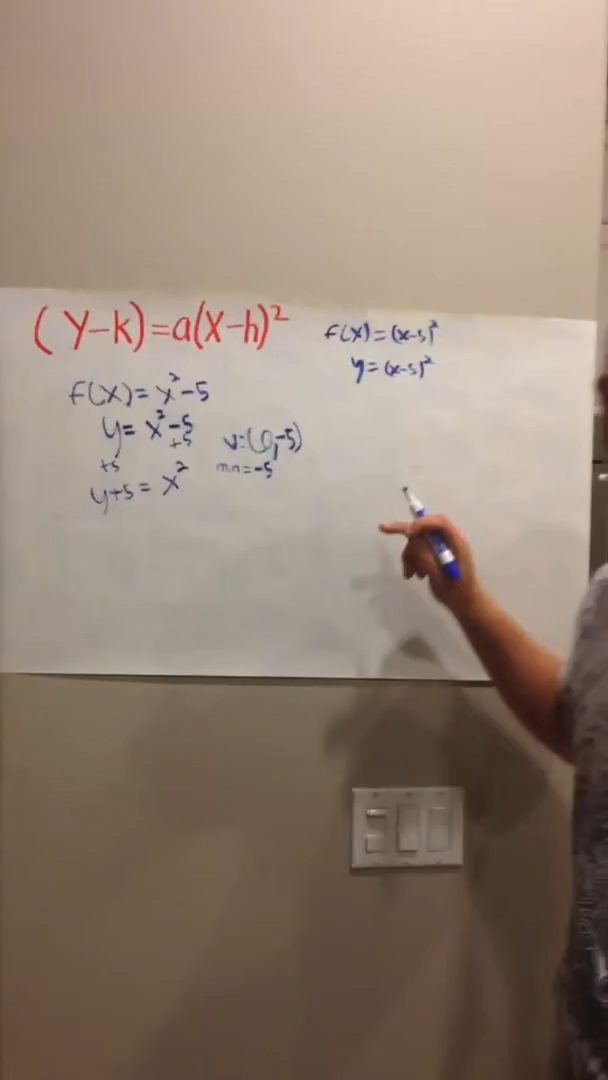 (Y-k)=a(X-h)²
f(x)=x²-5
y=x²-5
+5 +5
y+5=x²
v:(0,-5)
min=-5
f(x)=(x-5)²
y=(x-5)²